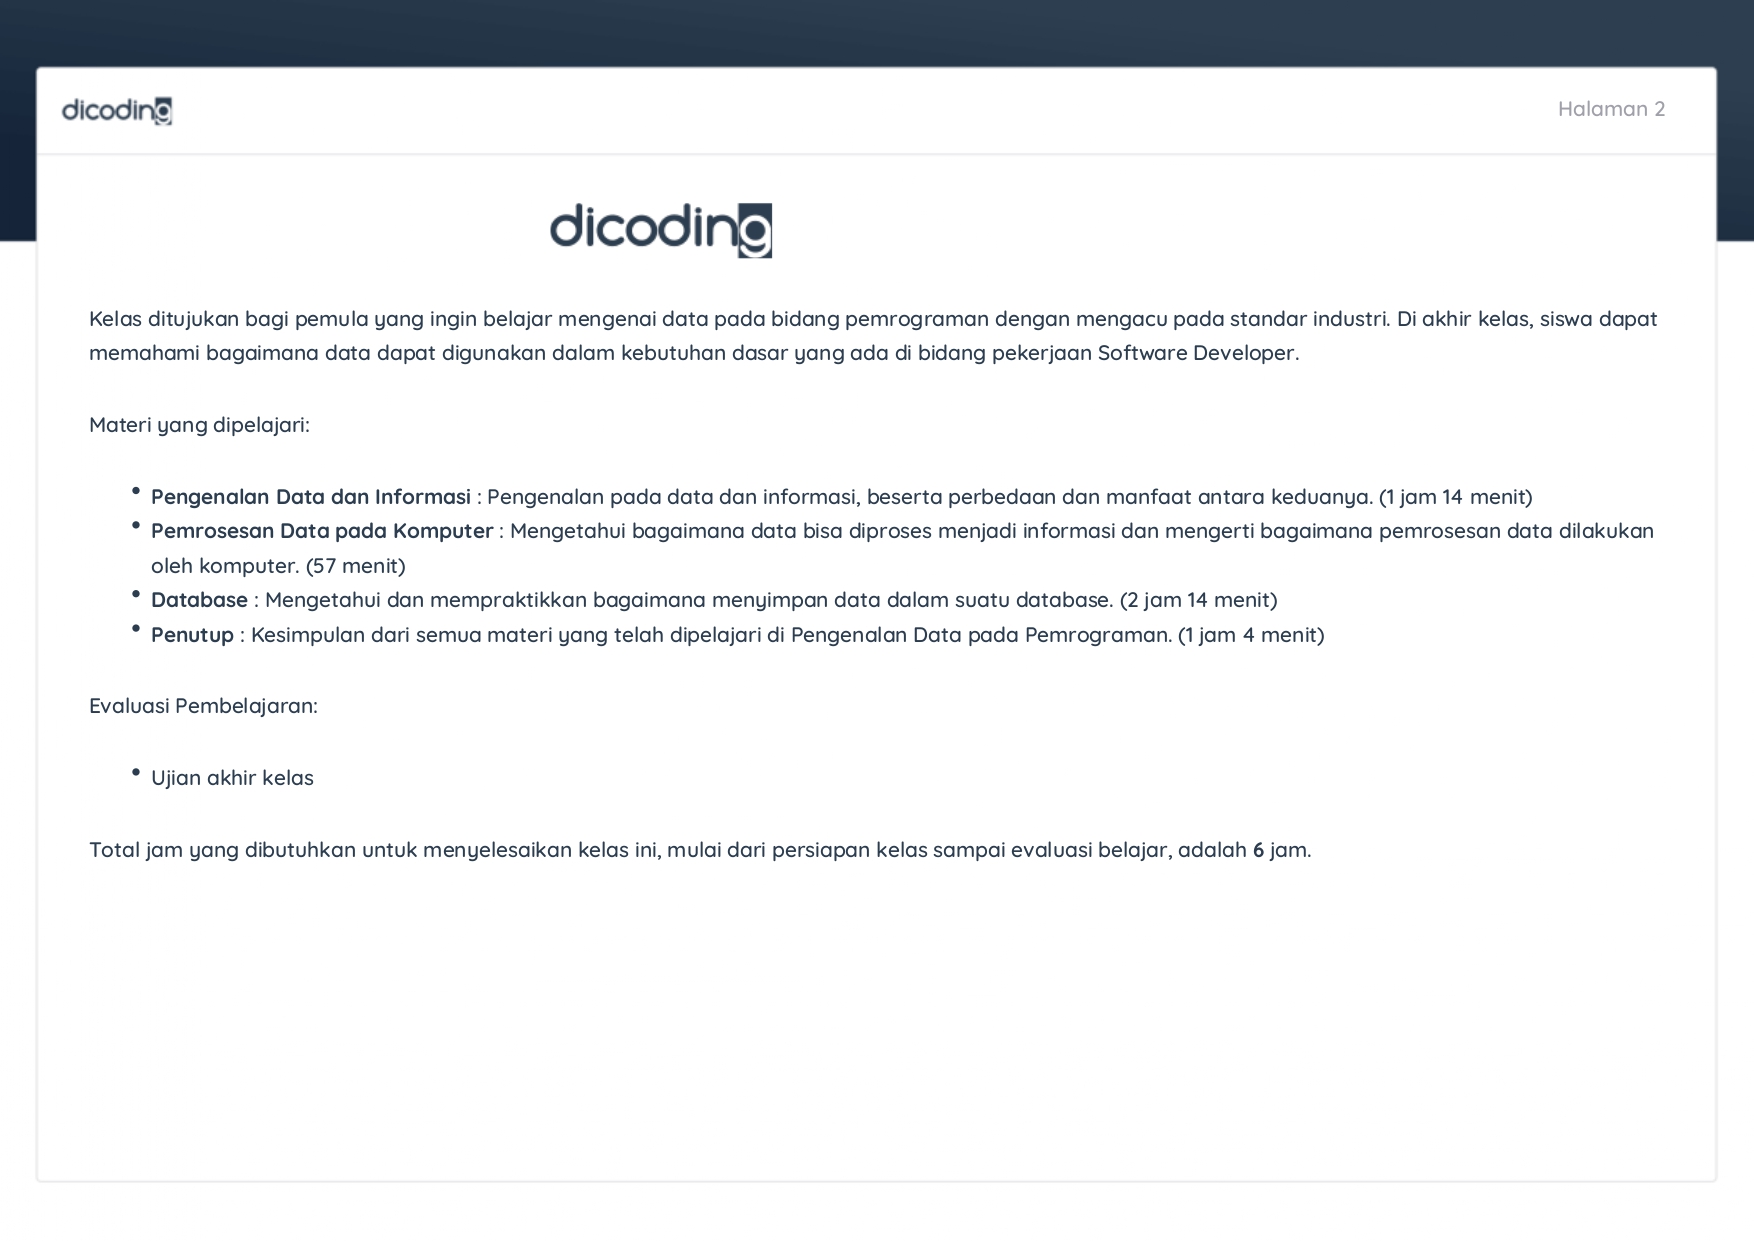 dicoding
Halaman 2
dicoding
Kelas ditujukan bagi pemula yang ingin belajar mengenai data pada bidang pemrograman dengan mengacu pada standar industri. Di akhir kelas, siswa dapat
memahami bagaimana data dapat digunakan dalam kebutuhan dasar yang ada di bidang pekerjaan Software Developer.
Materi yang dipelajari:
• Pengenalan Data dan Informasi : Pengenalan pada data dan informasi, beserta perbedaan dan manfaat antara keduanya. (1 jam 14 menit)
• Pemrosesan Data pada Komputer : Mengetahui bagaimana data bisa diproses menjadi informasi dan mengerti bagaimana pemrosesan data dilakukan
oleh komputer. (57 menit)
• Database : Mengetahui dan mempraktikkan bagaimana menyimpan data dalam suatu database. (2 jam 14 menit)
• Penutup : Kesimpulan dari semua materi yang telah dipelajari di Pengenalan Data pada Pemrograman. (1 jam 4 menit)
Evaluasi Pembelajaran:
• Ujian akhir kelas
Total jam yang dibutuhkan untuk menyelesaikan kelas ini, mulai dari persiapan kelas sampai evaluasi belajar, adalah 6 jam.